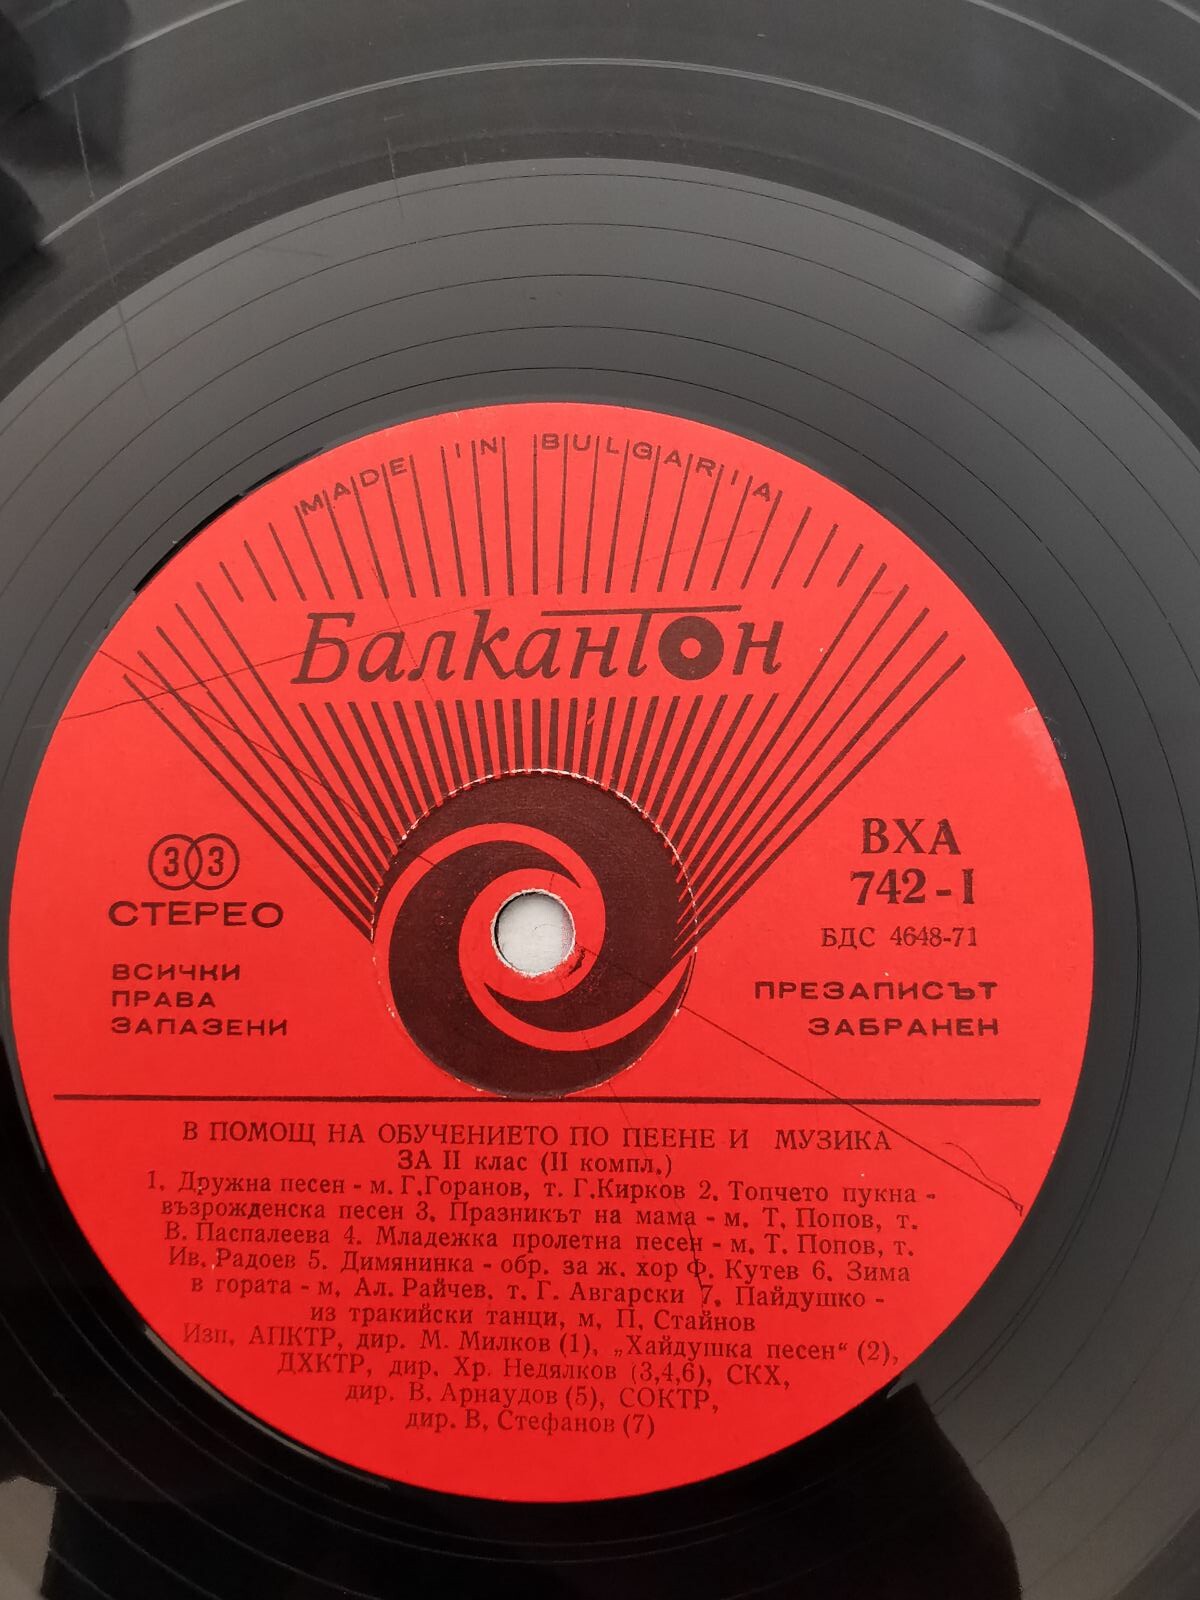 MADE IN BULGARIA
Балкантон
33
СТЕРЕО
ВСИЧКИ
ПРАВА
ЗАПАЗЕНИ
ВХА
742-I
БДС 4648-71
ПРЕЗАПИСЪТ
ЗАБРАНЕН
В ПОМОЩ НА ОБУЧЕНИЕТО ПО ПЕЕНЕ И МУЗИКА
ЗА II клас (II компл.)
1. Дружна песен - м. Г.Горанов, т. Г.Кирков 2. Топчето пукна -
възрожденска песен 3. Празникът на мама - м. Т. Попов, т.
В. Паспалеева 4. Младежка пролетна песен - м. Т. Попов, т.
Ив. Радоев 5. Димянинка - обр. за ж. хор Ф. Кутев 6. Зима
в гората - м, Ал. Райчев. т. Г. Авгарски 7. Пайдушко -
из тракийски танци, м, П. Стайнов
Изп, АПКТР, дир. М. Милков (1), „Хайдушка песен“ (2),
ДХКТР, дир. Хр. Недялков (3,4,6), СКХ,
дир. В. Арнаудов (5), СОКТР,
дир. В, Стефанов (7)